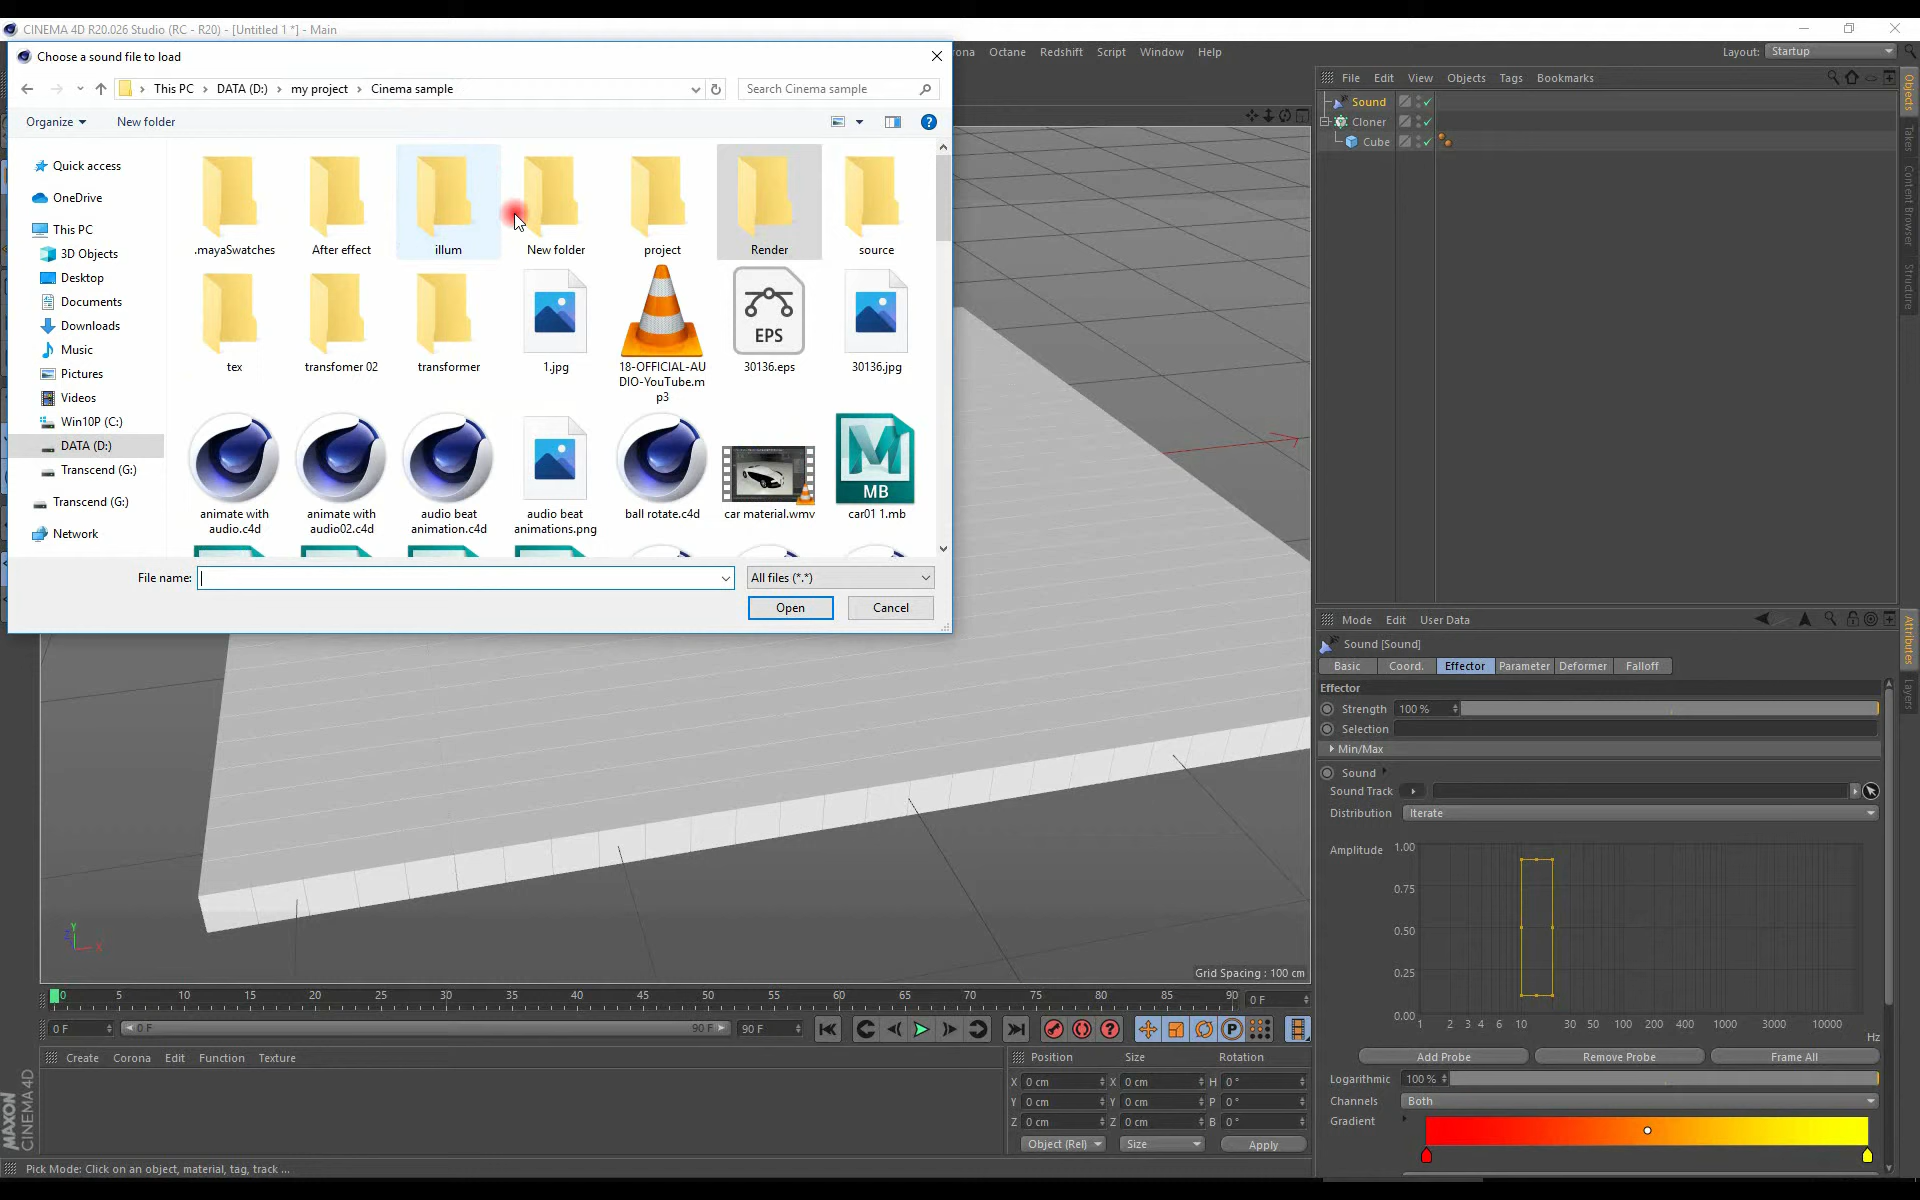 CINEMA 4D R20.026 Studio (RC - R20) - [Untitled 1 *] - Main
Choose a sound file to load
rona Octane Redshift Script Window Help
Layout: Startup
This PC > DATA (D:) > my project > Cinema sample
Search Cinema sample
File Edit View Objects Tags Bookmarks
Organize New folder
Sound
Cloner
Cube
Quick access
OneDrive
This PC
3D Objects
Desktop
Documents
Downloads
Music
Pictures
Videos
Win10P (C:)
DATA (D:)
Transcend (G:)
Transcend (G:)
Network
.mayaSwatches After effect illum New folder project Render source
EPS
tex transfomer 02 transformer 1.jpg 18-OFFICIAL-AU
DIO-YouTube.m
p3
30136.eps 30136.jpg
MB
animate with
audio.c4d
animate with
audio02.c4d
audio beat
animation.c4d
audio beat
animations.png
ball rotate.c4d car material.wmv car01 1.mb
File name: All files (*.*)
Open Cancel
Objects
Takes
Content Browser
Structure
Mode Edit User Data
Sound [Sound]
Basic Coord. Effector Parameter Deformer Falloff
Attributes
Layers
Effector
Strength 100 %
Selection
Min/Max
Sound
Sound Track
Distribution Iterate
Amplitude
1.00
0.75
0.50
0.25
0.00
1 2 3 4 6 10 30 50 100 200 400 1000 3000 10000
Hz
Add Probe Remove Probe Frame All
Logarithmic 100 %
Channels Both
Gradient
Y
Z X
Grid Spacing : 100 cm
0 5 10 15 20 25 30 35 40 45 50 55 60 65 70 75 80 85 90 0 F
0 F 0 F 90 F 90 F
P
Create Corona Edit Function Texture
Position Size Rotation
X 0 cm X 0 cm H 0 °
Y 0 cm Y 0 cm P 0 °
Z 0 cm Z 0 cm B 0 °
Object (Rel) Size Apply
MAXON
CINEMA 4D
Pick Mode: Click on an object, material, tag, track ...